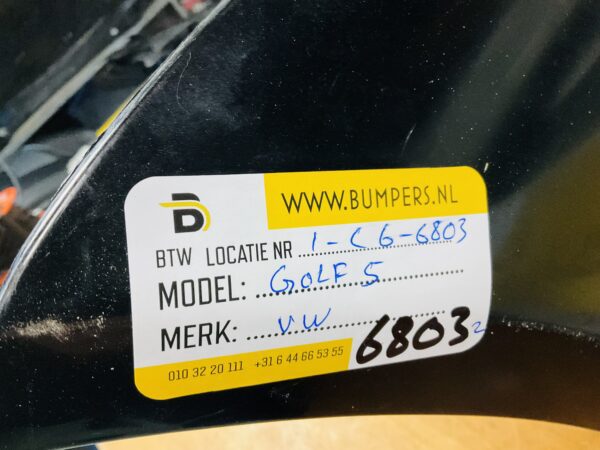 WWW.BUMPERS.NL
BTW LOCATIE NR 1-C6-6803
MODEL: GOLF 5
MERK: VW
6803 2
010 32 20 111 +31 6 44 66 53 55